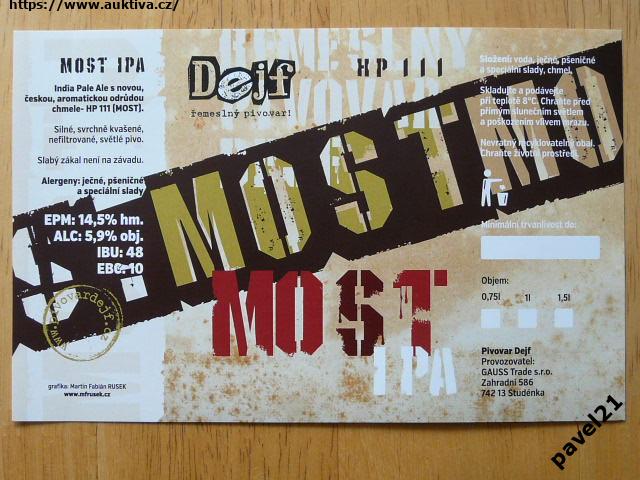 https://www.auktiva.cz/
MOST IPA
India Pale Ale s novou,
českou, aromatickou odrůdou
chmele- HP 111 (MOST).
Silné, svrchně kvašené,
nefiltrované, světlé pivo.
Slabý zákal není na závadu.
Alergeny: ječné, pšeničné
a speciální slady
EPM: 14,5% hm.
ALC: 5,9% obj.
IBU: 48
EBC: 10
www.pivovardejf.cz
grafika: Martin Fabián RUSEK
www.mfrusek.cz
ŘEMESLNÝ
PIVOVAR
Dejf
řemeslný pivovar!
HP 111
MOST
MOST
IPA
Složení: voda, ječné, pšeničné
a speciální slady, chmel.
Skladujte a podávejte
při teplotě 8°C. Chraňte před
přímým slunečním světlem
a poškozením vlivem mrazu.
Nevratný recyklovatelný obal.
Chraňte životní prostředí.
Minimální trvanlivost do:
Objem:
0,75l 1l 1,5l
Pivovar Dejf
Provozovatel:
GAUSS Trade s.r.o.
Zahradní 586
742 13 Studénka
pavel21